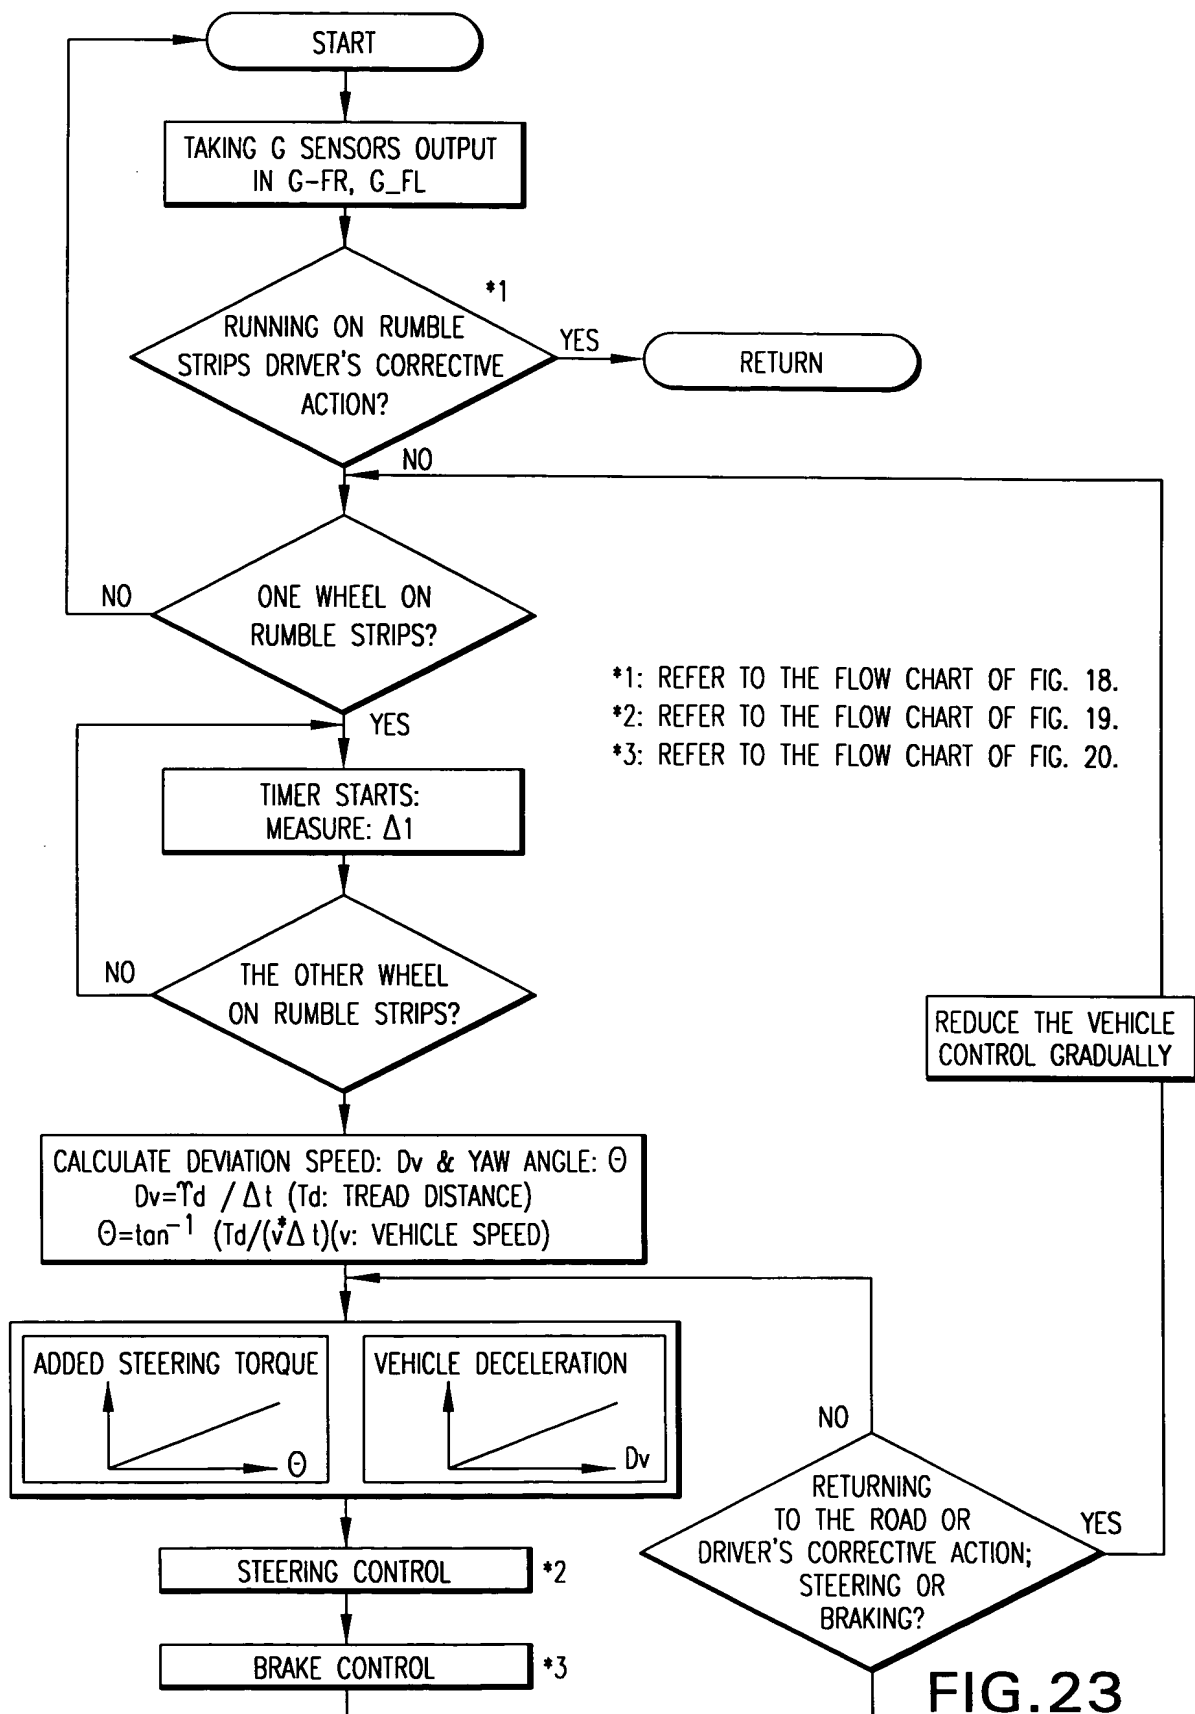 START
TAKING G SENSORS OUTPUT
IN G-FR, G_FL
*1
RUNNING ON RUMBLE
STRIPS DRIVER'S CORRECTIVE
ACTION?
YES
RETURN
NO
NO
ONE WHEEL ON
RUMBLE STRIPS?
*1: REFER TO THE FLOW CHART OF FIG. 18.
*2: REFER TO THE FLOW CHART OF FIG. 19.
*3: REFER TO THE FLOW CHART OF FIG. 20.
YES
TIMER STARTS:
MEASURE: Δ1
NO
THE OTHER WHEEL
ON RUMBLE STRIPS?
REDUCE THE VEHICLE
CONTROL GRADUALLY
CALCULATE DEVIATION SPEED: Dv & YAW ANGLE: Θ
Dv=Td / Δt (Td: TREAD DISTANCE)
Θ=tan⁻¹ (Td/(v*Δt)(v: VEHICLE SPEED)
ADDED STEERING TORQUE
Θ
VEHICLE DECELERATION
Dv
NO
RETURNING
TO THE ROAD OR
DRIVER'S CORRECTIVE ACTION;
STEERING OR
BRAKING?
YES
STEERING CONTROL
*2
BRAKE CONTROL
*3
FIG.23